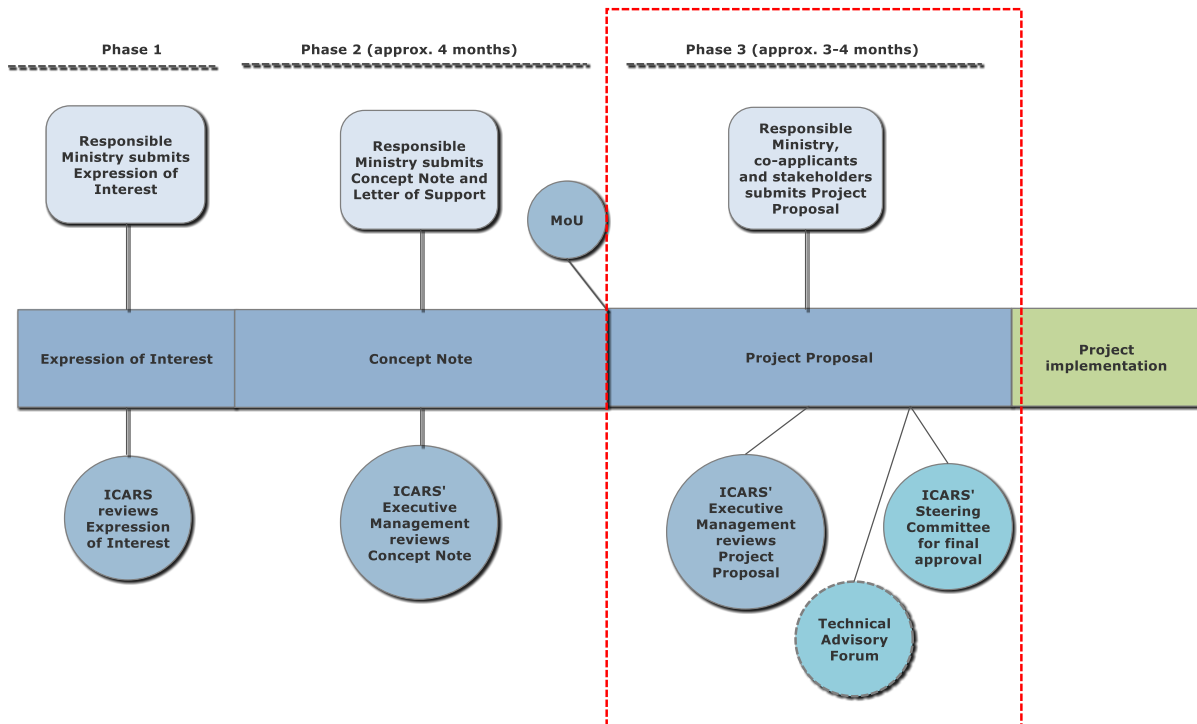 Phase 1
Phase 2 (approx. 4 months)
Phase 3 (approx. 3-4 months)
Responsible
Ministry submits
Expression of
Interest
Responsible
Ministry submits
Concept Note and
Letter of Support
MoU
Responsible
Ministry,
co-applicants
and stakeholders
submits Project
Proposal
Expression of Interest
Concept Note
Project Proposal
Project
implementation
ICARS
reviews
Expression
of Interest
ICARS'
Executive
Management
reviews
Concept Note
ICARS'
Executive
Management
reviews
Project
Proposal
ICARS'
Steering
Committee
for final
approval
Technical
Advisory
Forum